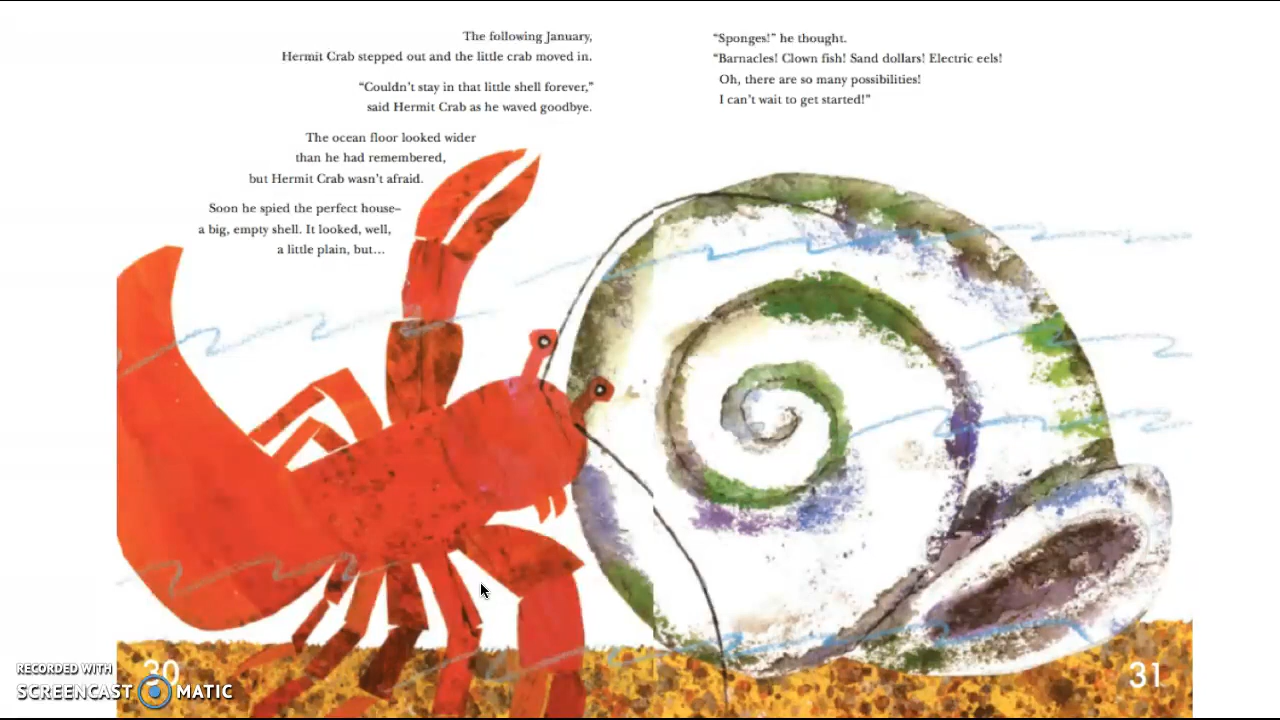 The following January,
Hermit Crab stepped out and the little crab moved in.
“Couldn’t stay in that little shell forever,”
said Hermit Crab as he waved goodbye.
The ocean floor looked wider
than he had remembered,
but Hermit Crab wasn’t afraid.
Soon he spied the perfect house–
a big, empty shell. It looked, well,
a little plain, but…
“Sponges!” he thought.
“Barnacles! Clown fish! Sand dollars! Electric eels!
Oh, there are so many possibilities!
I can’t wait to get started!”
30
31
RECORDED WITH
SCREENCAST MATIC